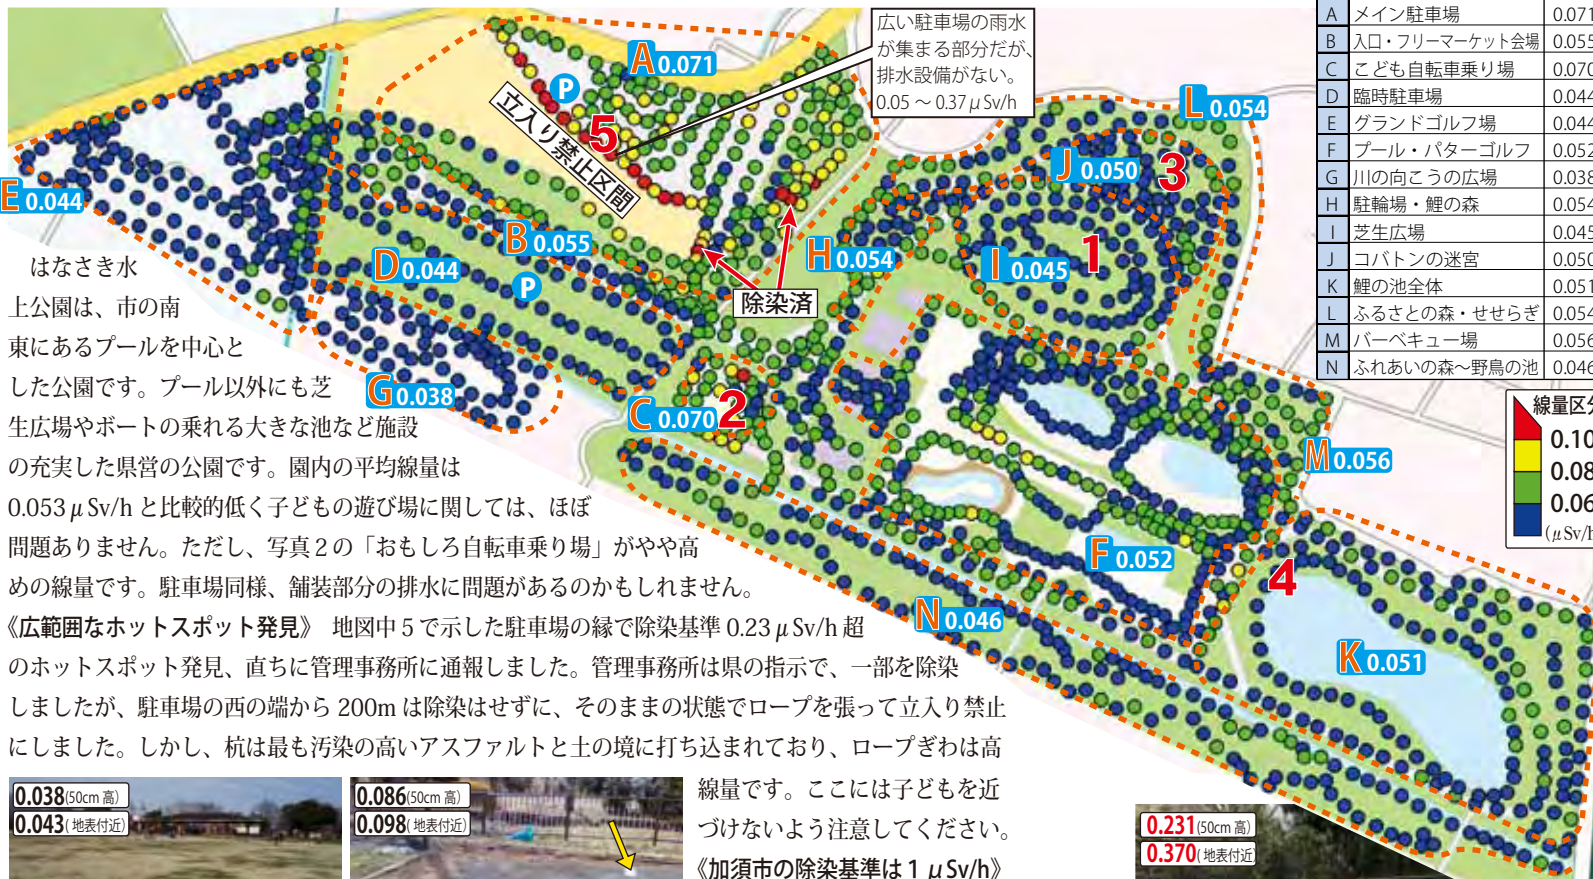 広い駐車場の雨水
が集まる部分だが、
排水設備がない。
0.05 ～ 0.37 μ Sv/h
A 0.071
P
5
立入り禁止区間
L 0.054
J 0.050
3
E 0.044
B 0.055
D 0.044
P
H 0.054
I 0.045
1
除染済
G 0.038
C 0.070
2
M 0.056
F 0.052
4
N 0.046
K 0.051
A メイン駐車場 0.071
B 入口・フリーマーケット会場 0.055
C こども自転車乗り場 0.070
D 臨時駐車場 0.044
E グランドゴルフ場 0.044
F プール・パターゴルフ 0.052
G 川の向こうの広場 0.038
H 駐輪場・鯉の森 0.054
I 芝生広場 0.045
J コバトンの迷宮 0.050
K 鯉の池全体 0.051
L ふるさとの森・せせらぎ 0.054
M バーベキュー場 0.056
N ふれあいの森～野鳥の池 0.046
線量区分
0.10
0.08
0.06
(μSv/h
はなさき水
上公園は、市の南
東にあるプールを中心と
した公園です。プール以外にも芝
生広場やボートの乗れる大きな池など施設
の充実した県営の公園です。園内の平均線量は
0.053 μ Sv/h と比較的低く子どもの遊び場に関しては、ほぼ
問題ありません。ただし、写真２の「おもしろ自転車乗り場」がやや高
めの線量です。駐車場同様、舗装部分の排水に問題があるのかもしれません。
《広範囲なホットスポット発見》 地図中５で示した駐車場の縁で除染基準 0.23 μ Sv/h 超
のホットスポット発見、直ちに管理事務所に通報しました。管理事務所は県の指示で、一部を除染
しましたが、駐車場の西の端から 200m は除染はせずに、そのままの状態でロープを張って立入り禁止
にしました。しかし、杭は最も汚染の高いアスファルトと土の境に打ち込まれており、ロープぎわは高
線量です。ここには子どもを近
づけないよう注意してください。
《加須市の除染基準は 1 μ Sv/h》
0.038(50cm 高)
0.043(地表付近)
0.086(50cm 高)
0.098(地表付近)
0.231(50cm 高)
0.370(地表付近)